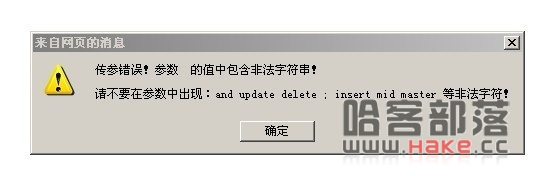 来自网页的消息
传参错误! 参数 的值中包含非法字符串!
请不要在参数中出现：and update delete ; insert mid master 等非法字符!
确定
哈客部落
www.HAKE.cc